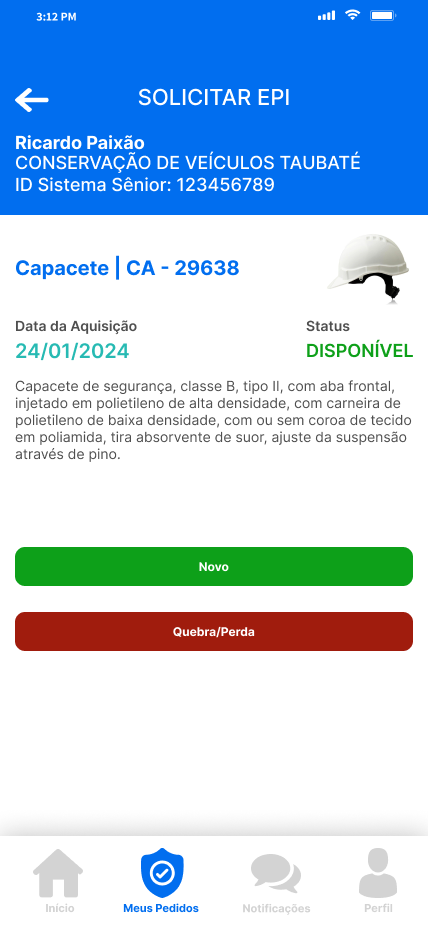 3:12 PM
SOLICITAR EPI
Ricardo Paixão
CONSERVAÇÃO DE VEÍCULOS TAUBATÉ
ID Sistema Sênior: 123456789
Capacete | CA - 29638
Data da Aquisição
Status
24/01/2024
DISPONÍVEL
Capacete de segurança, classe B, tipo II, com aba frontal,
injetado em polietileno de alta densidade, com carneira de
polietileno de baixa densidade, com ou sem coroa de tecido
em poliamida, tira absorvente de suor, ajuste da suspensão
através de pino.
Novo
Quebra/Perda
Início
Meus Pedidos
Notificações
Perfil